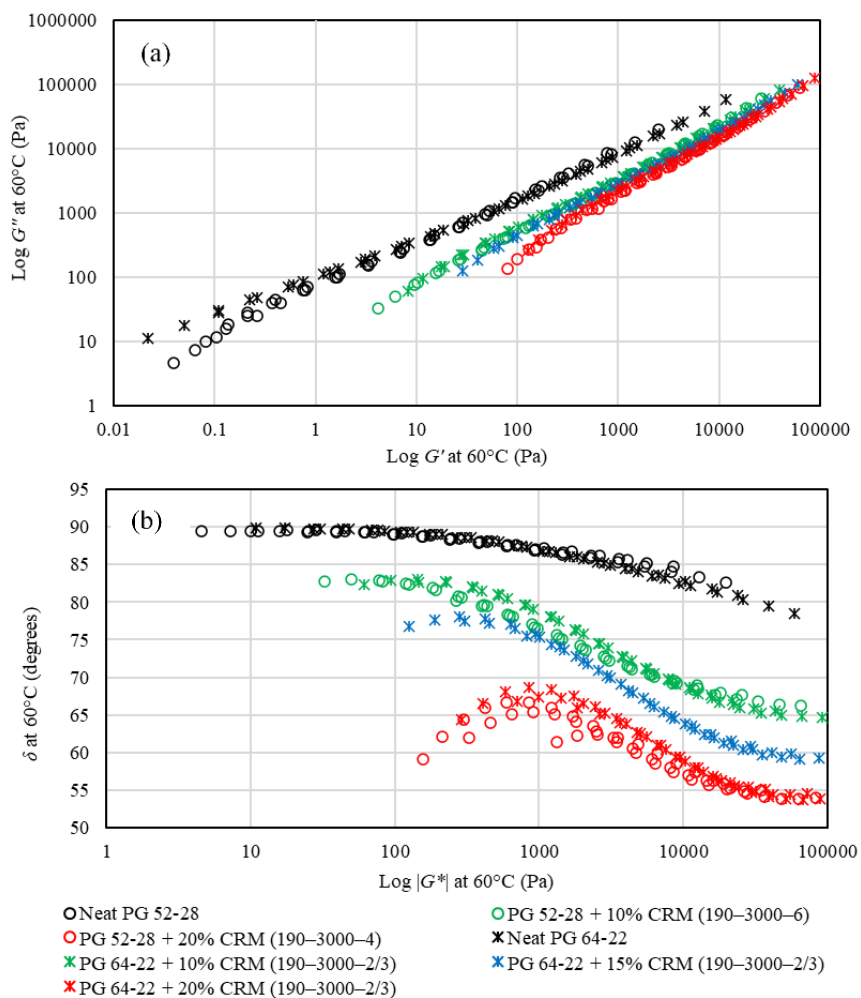 1000000
(a)
100000
10000
1000
100
10
1
Log G″ at 60°C (Pa)
0.01 0.1 1 10 100 1000 10000 100000
Log G′ at 60°C (Pa)
95
(b)
90
85
80
75
70
65
60
55
50
δ at 60°C (degrees)
1 10 100 1000 10000 100000
Log |G*| at 60°C (Pa)
Neat PG 52-28 PG 52-28 + 10% CRM (190–3000–6)
PG 52-28 + 20% CRM (190–3000–4) Neat PG 64-22
PG 64-22 + 10% CRM (190–3000–2/3) PG 64-22 + 15% CRM (190–3000–2/3)
PG 64-22 + 20% CRM (190–3000–2/3)